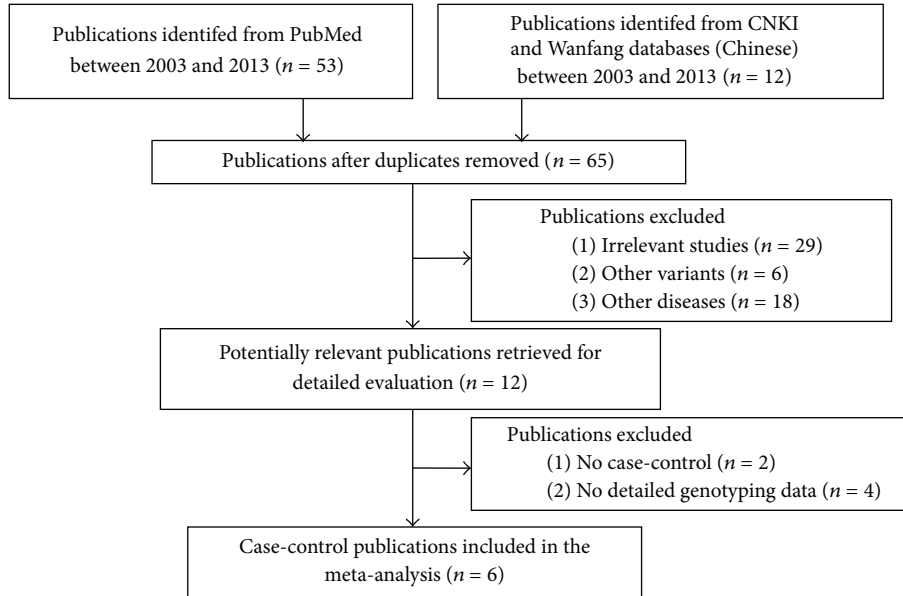 Publications identifed from PubMed
between 2003 and 2013 (n = 53)
Publications identifed from CNKI
and Wanfang databases (Chinese)
between 2003 and 2013 (n = 12)
Publications after duplicates removed (n = 65)
Publications excluded
(1) Irrelevant studies (n = 29)
(2) Other variants (n = 6)
(3) Other diseases (n = 18)
Potentially relevant publications retrieved for
detailed evaluation (n = 12)
Publications excluded
(1) No case-control (n = 2)
(2) No detailed genotyping data (n = 4)
Case-control publications included in the
meta-analysis (n = 6)